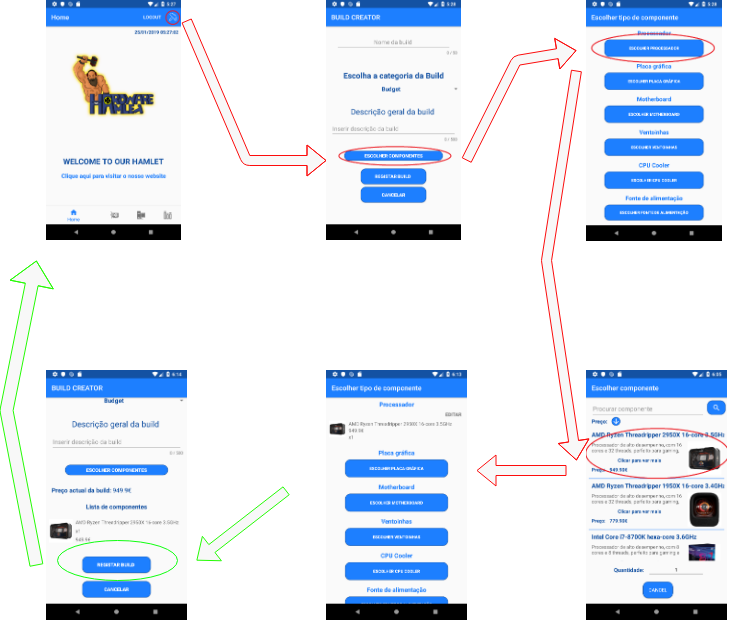 5:27
Home
LOGOUT
25/01/2019 05:27:02
HARDWARE
HAMLET
WELCOME TO OUR HAMLET
Clique aqui para visitar o nosso website
Home
BUILD CREATOR
Nome da build
0 / 50
Escolha a categoria da Build
Budget
Descrição geral da build
Inserir descrição da build
ESCOLHER COMPONENTES
REGISTAR BUILD
CANCELAR
Escolher tipo de componente
Processador
ESCOLHER PROCESSADOR
Placa gráfica
ESCOLHER PLACA GRÁFICA
Motherboard
ESCOLHER MOTHERBOARD
Ventoinhas
ESCOLHER VENTOINHAS
CPU Cooler
ESCOLHER CPU COOLER
Fonte de alimentação
ESCOLHER FONTE DE ALIMENTAÇÃO
6:14
BUILD CREATOR
Budget
Descrição geral da build
Inserir descrição da build
ESCOLHER COMPONENTES
Preço actual da build: 949.9€
Lista de componentes
AMD Ryzen Threadripper 2950X 16-core 3.5GHz
x1
949.9€
REGISTAR BUILD
CANCELAR
6:13
Escolher tipo de componente
Processador
EDITAR
AMD Ryzen Threadripper 2950X 16-core 3.5GHz
949.9€
x1
Placa gráfica
ESCOLHER PLACA GRÁFICA
Motherboard
ESCOLHER MOTHERBOARD
Ventoinhas
ESCOLHER VENTOINHAS
CPU Cooler
ESCOLHER CPU COOLER
Fonte de alimentação
Escolher componente
Procurar componente
Preço:
AMD Ryzen Threadripper 2950X 16-core 3.5GHz
Processador de alto desempenho, com 16
cores e 32 threads, perfeito para gaming.
Clicar para ver mais
Preço: 949.90€
AMD Ryzen Threadripper 1950X 16-core 3.4GHz
Processador de alto desempenho, com 16
cores e 32 threads, perfeito para gaming.
Clicar para ver mais
Preço: 779.90€
Intel Core i7-8700K hexa-core 3.6GHz
Quantidade:
1
CANCEL